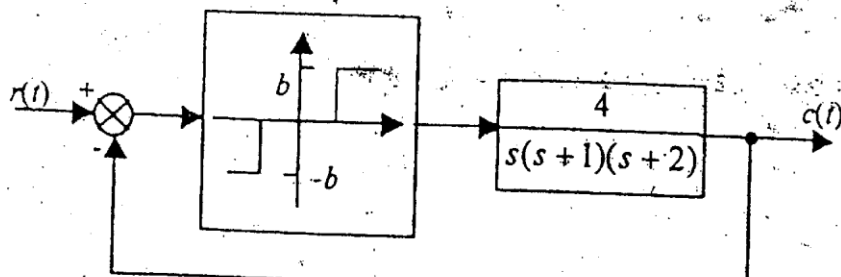 r(t)
+
-
b
-b
4
s(s+1)(s+2)
c(t)